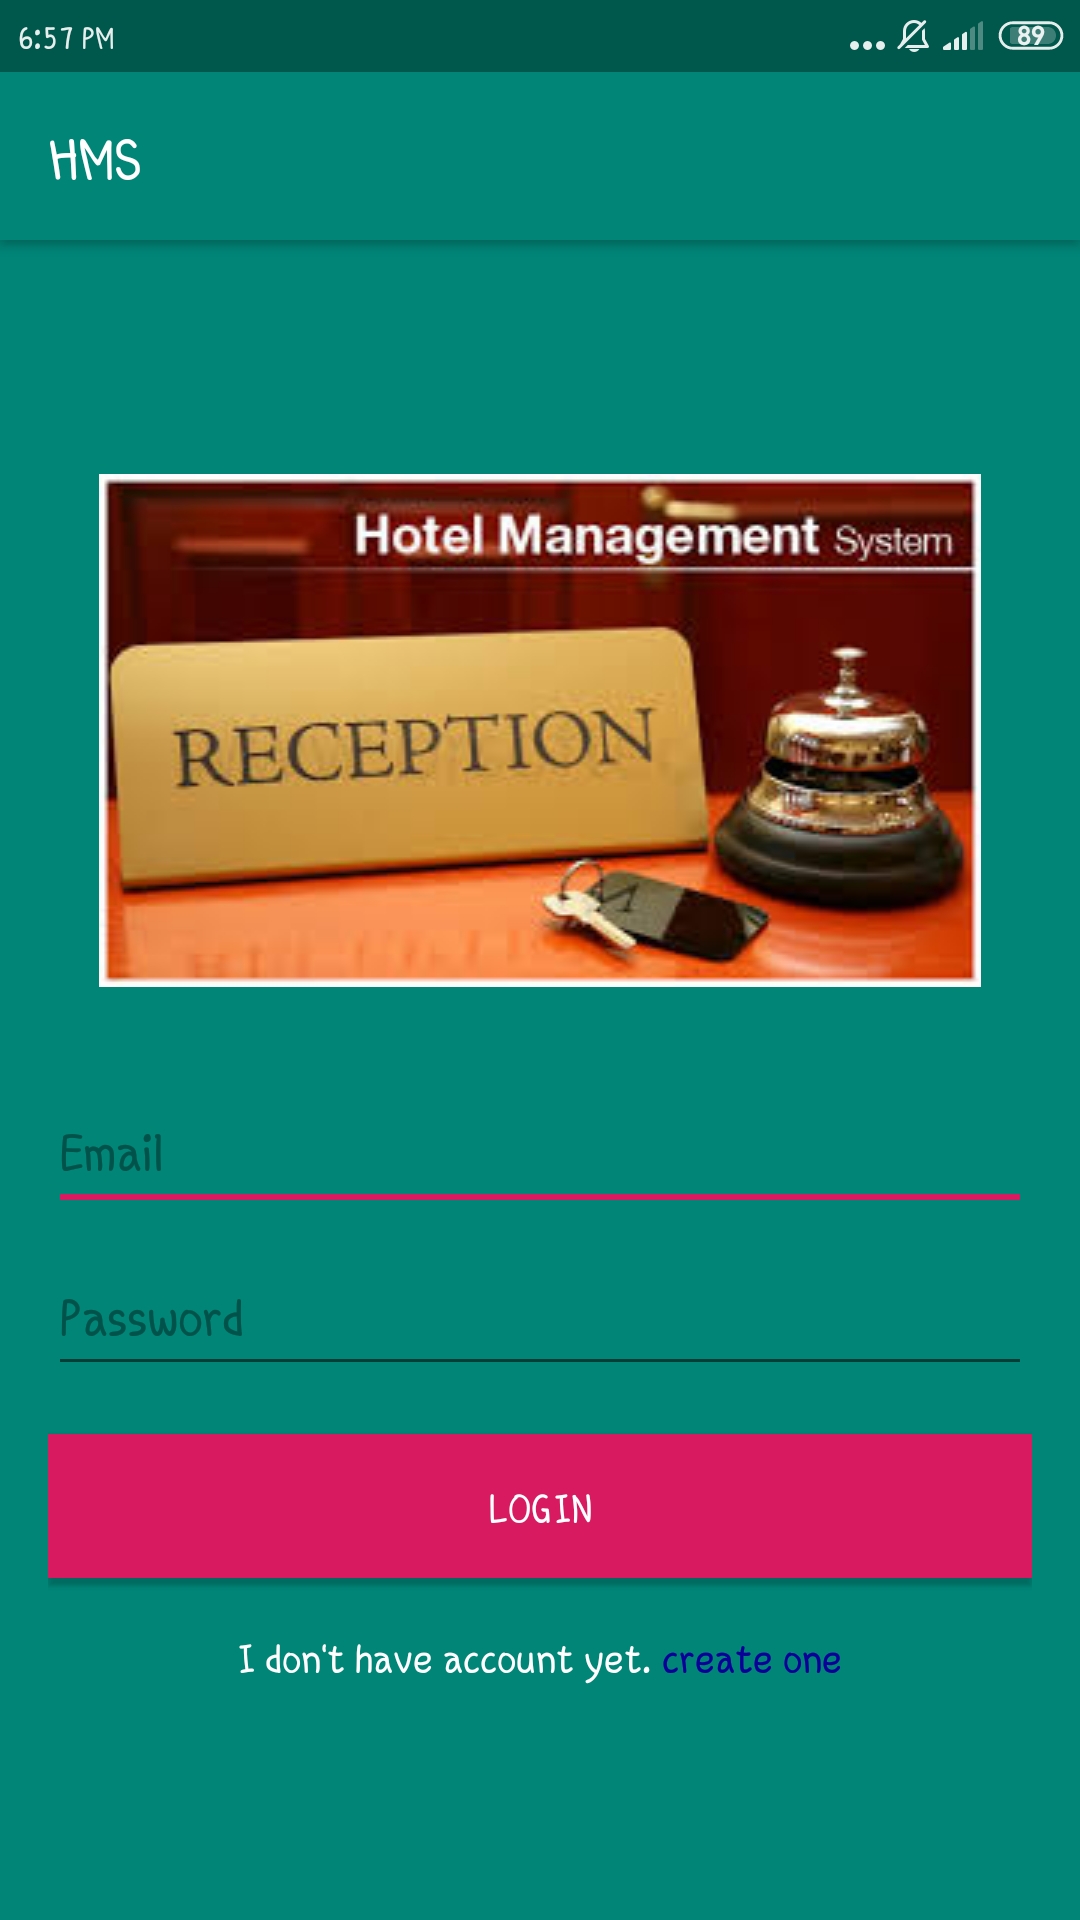 6:57 PM 89
HMS
Hotel Management System
RECEPTION
Email
Password
LOGIN
I don't have account yet. create one